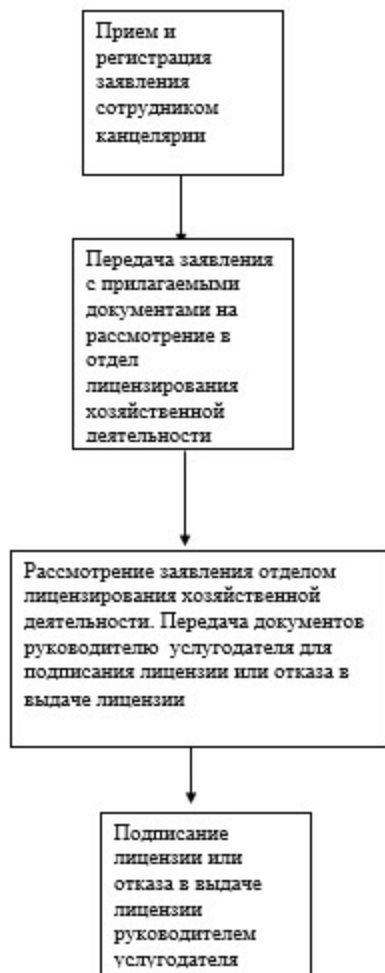 Прием и
регистрация
заявления
сотрудником
канцелярии
Передача заявления
с прилагаемыми
документами на
рассмотрение в
отдел
лицензирования
хозяйственной
деятельности
Рассмотрение заявления отделом
лицензирования хозяйственной
деятельности. Передача документов
руководителю услугодателя для
подписания лицензии или отказа в
выдаче лицензии
Подписание
лицензии или
отказа в выдаче
лицензии
руководителем
услугодателя